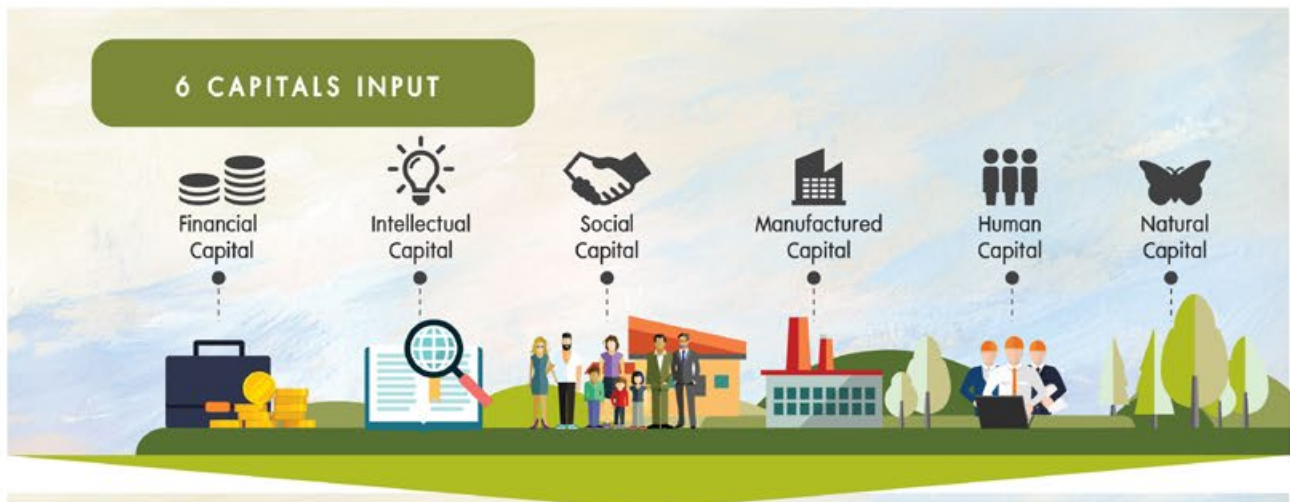 6 CAPITALS INPUT
Financial
Capital
Intellectual
Capital
Social
Capital
Manufactured
Capital
Human
Capital
Natural
Capital